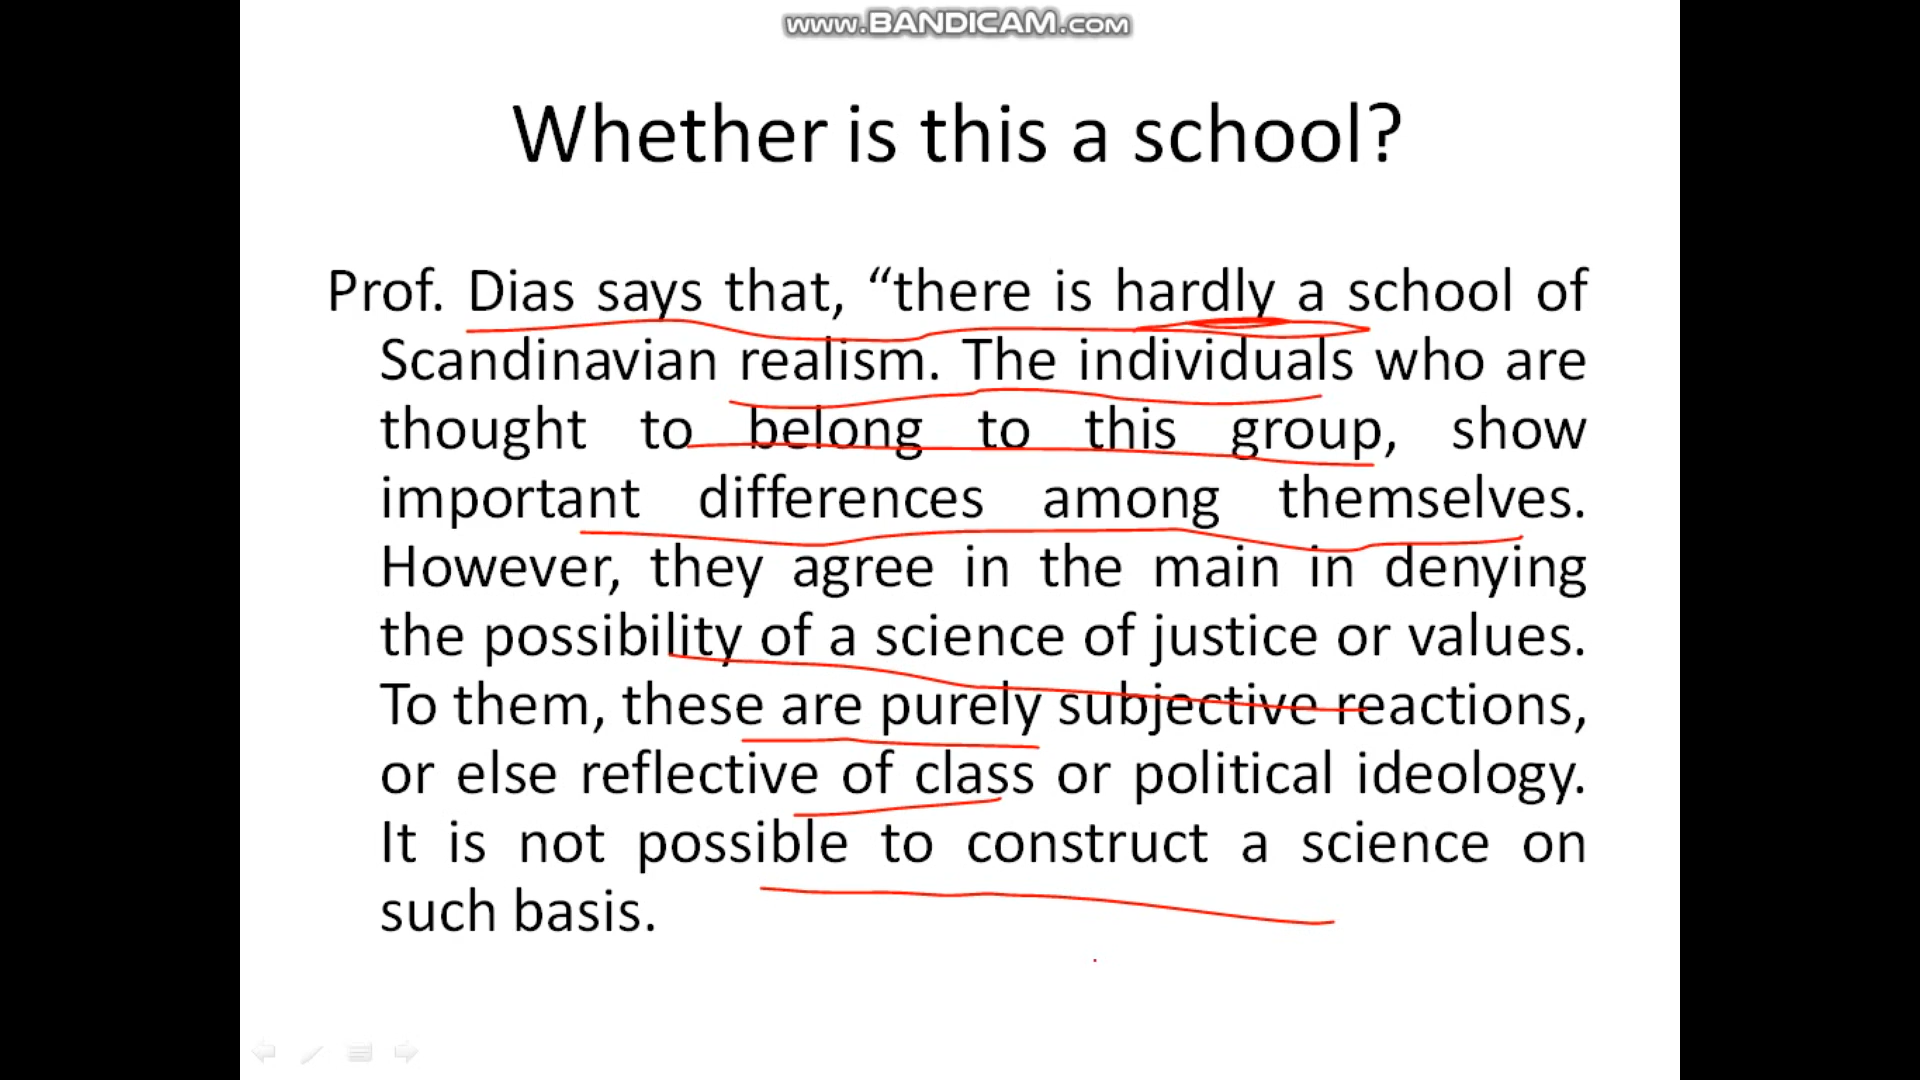 www.BANDICAM.com
Whether is this a school?
Prof. Dias says that, “there is hardly a school of
Scandinavian realism. The individuals who are
thought to belong to this group, show
important differences among themselves.
However, they agree in the main in denying
the possibility of a science of justice or values.
To them, these are purely subjective reactions,
or else reflective of class or political ideology.
It is not possible to construct a science on
such basis.